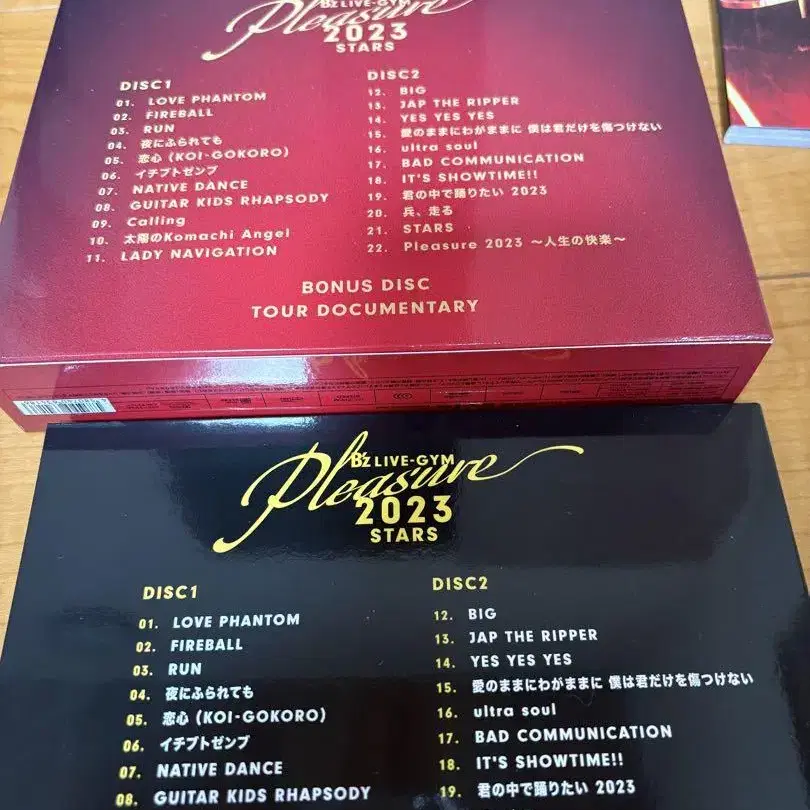 B'z LIVE-GYM
Pleasure
2023
STARS
DISC1
01. LOVE PHANTOM
02. FIREBALL
03. RUN
04. 夜にふられても
05. 恋心 (KOI-GOKORO)
06. イチブトゼンブ
07. NATIVE DANCE
08. GUITAR KIDS RHAPSODY
09. Calling
10. 太陽のKomachi Angel
11. LADY NAVIGATION
DISC2
12. BIG
13. JAP THE RIPPER
14. YES YES YES
15. 愛のままにわがままに 僕は君だけを傷つけない
16. ultra soul
17. BAD COMMUNICATION
18. IT'S SHOWTIME!!
19. 君の中で踊りたい 2023
20. 兵、走る
21. STARS
22. Pleasure 2023 ～人生の快楽～
BONUS DISC
TOUR DOCUMENTARY
B'z LIVE-GYM
Pleasure
2023
STARS
DISC1
01. LOVE PHANTOM
02. FIREBALL
03. RUN
04. 夜にふられても
05. 恋心 (KOI-GOKORO)
06. イチブトゼンブ
07. NATIVE DANCE
08. GUITAR KIDS RHAPSODY
DISC2
12. BIG
13. JAP THE RIPPER
14. YES YES YES
15. 愛のままにわがままに 僕は君だけを傷つけない
16. ultra soul
17. BAD COMMUNICATION
18. IT'S SHOWTIME!!
19. 君の中で踊りたい 2023